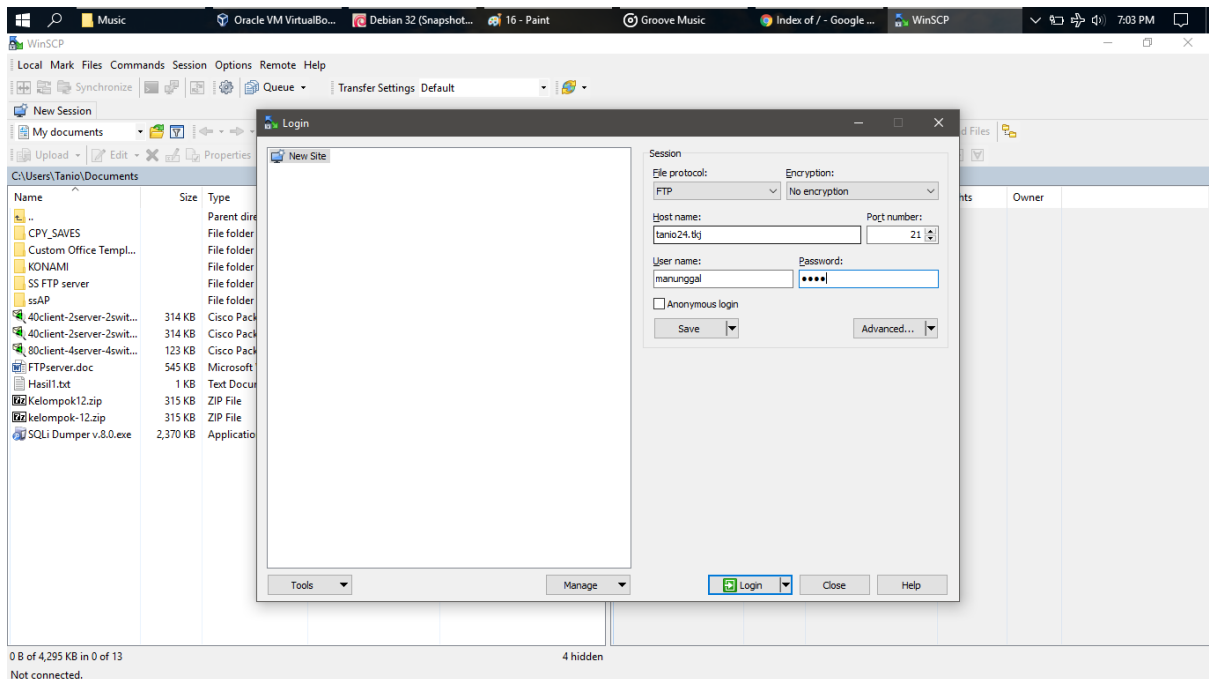 Music Oracle VM VirtualBo... Debian 32 (Snapshot... 16 - Paint Groove Music Index of / - Google ... WinSCP 7:03 PM
WinSCP
Local Mark Files Commands Session Options Remote Help
Synchronize Queue Transfer Settings Default
New Session
My documents
Upload Edit Properties
C:\Users\Tanio\Documents
Name Size Type
.. Parent dire
CPY_SAVES File folder
Custom Office Templ... File folder
KONAMI File folder
SS FTP server File folder
ssAP File folder
40client-2server-2swit... 314 KB Cisco Pack
40client-2server-2swit... 314 KB Cisco Pack
80client-4server-4swit... 123 KB Cisco Pack
FTPserver.doc 545 KB Microsoft
Hasil1.txt 1 KB Text Docu
Kelompok12.zip 315 KB ZIP File
kelompok-12.zip 315 KB ZIP File
SQLi Dumper v.8.0.exe 2,370 KB Applicatio
Login
New Site
Session
File protocol: Encryption:
FTP No encryption
Host name: Port number:
tanio24.tkj 21
User name: Password:
manunggal ••••
Anonymous login
Save Advanced...
Tools Manage Login Close Help
d Files
hts Owner
0 B of 4,295 KB in 0 of 13 4 hidden
Not connected.